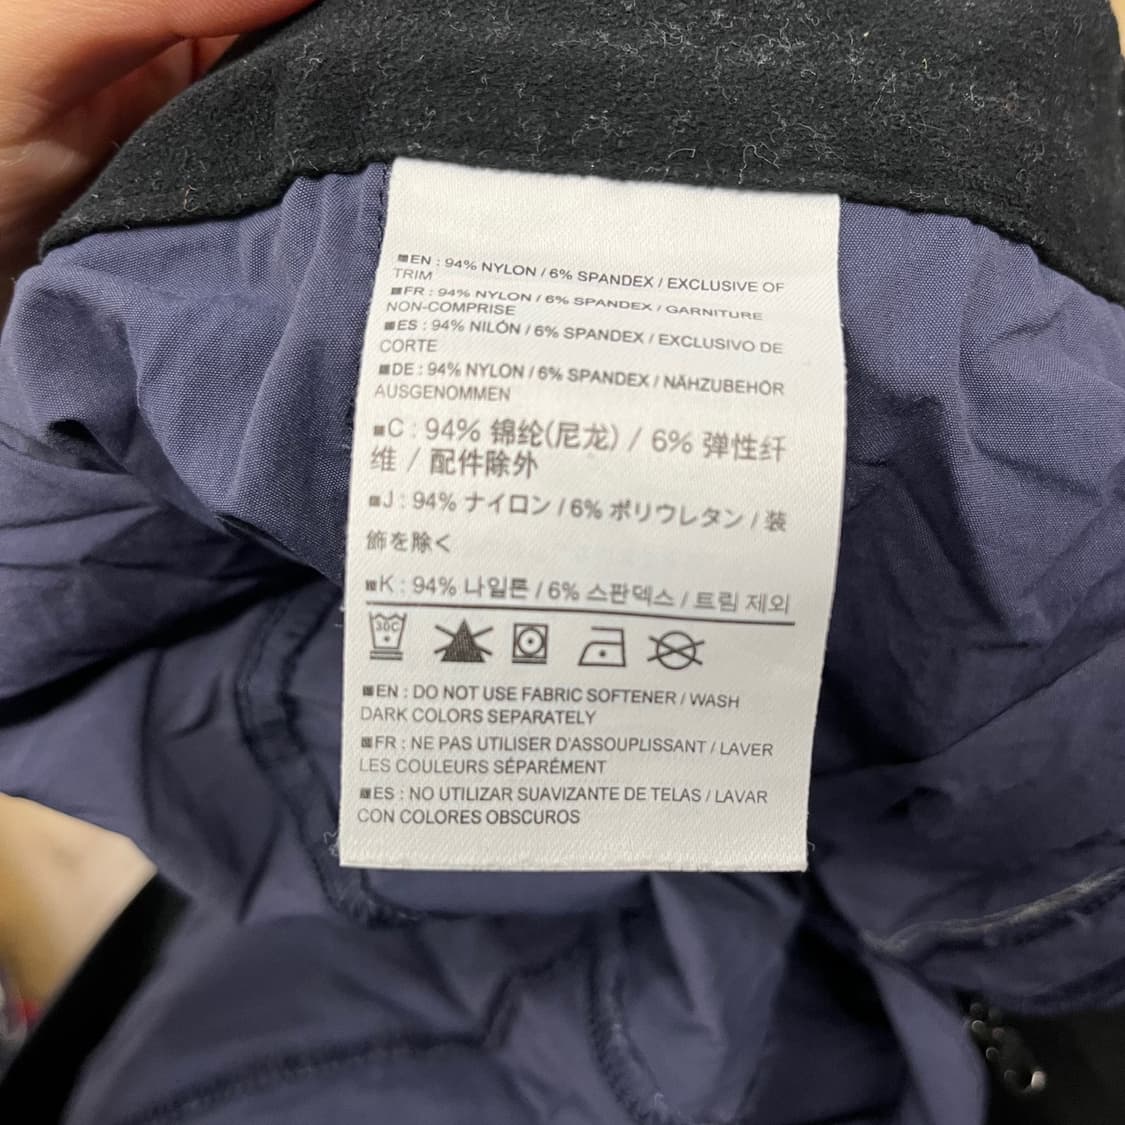 EN : 94% NYLON / 6% SPANDEX / EXCLUSIVE OF
TRIM
FR : 94% NYLON / 6% SPANDEX / GARNITURE
NON-COMPRISE
ES : 94% NILÓN / 6% SPANDEX / EXCLUSIVO DE
CORTE
DE : 94% NYLON / 6% SPANDEX / NÄHZUBEHÖR
AUSGENOMMEN
C : 94% 锦纶(尼龙) / 6% 弹性纤
维 / 配件除外
J : 94% ナイロン / 6% ポリウレタン / 装
飾を除く
K : 94% 나일론 / 6% 스판덱스 / 트림 제외
30C
EN : DO NOT USE FABRIC SOFTENER / WASH
DARK COLORS SEPARATELY
FR : NE PAS UTILISER D'ASSOUPLISSANT / LAVER
LES COULEURS SÉPARÉMENT
ES : NO UTILIZAR SUAVIZANTE DE TELAS / LAVAR
CON COLORES OBSCUROS